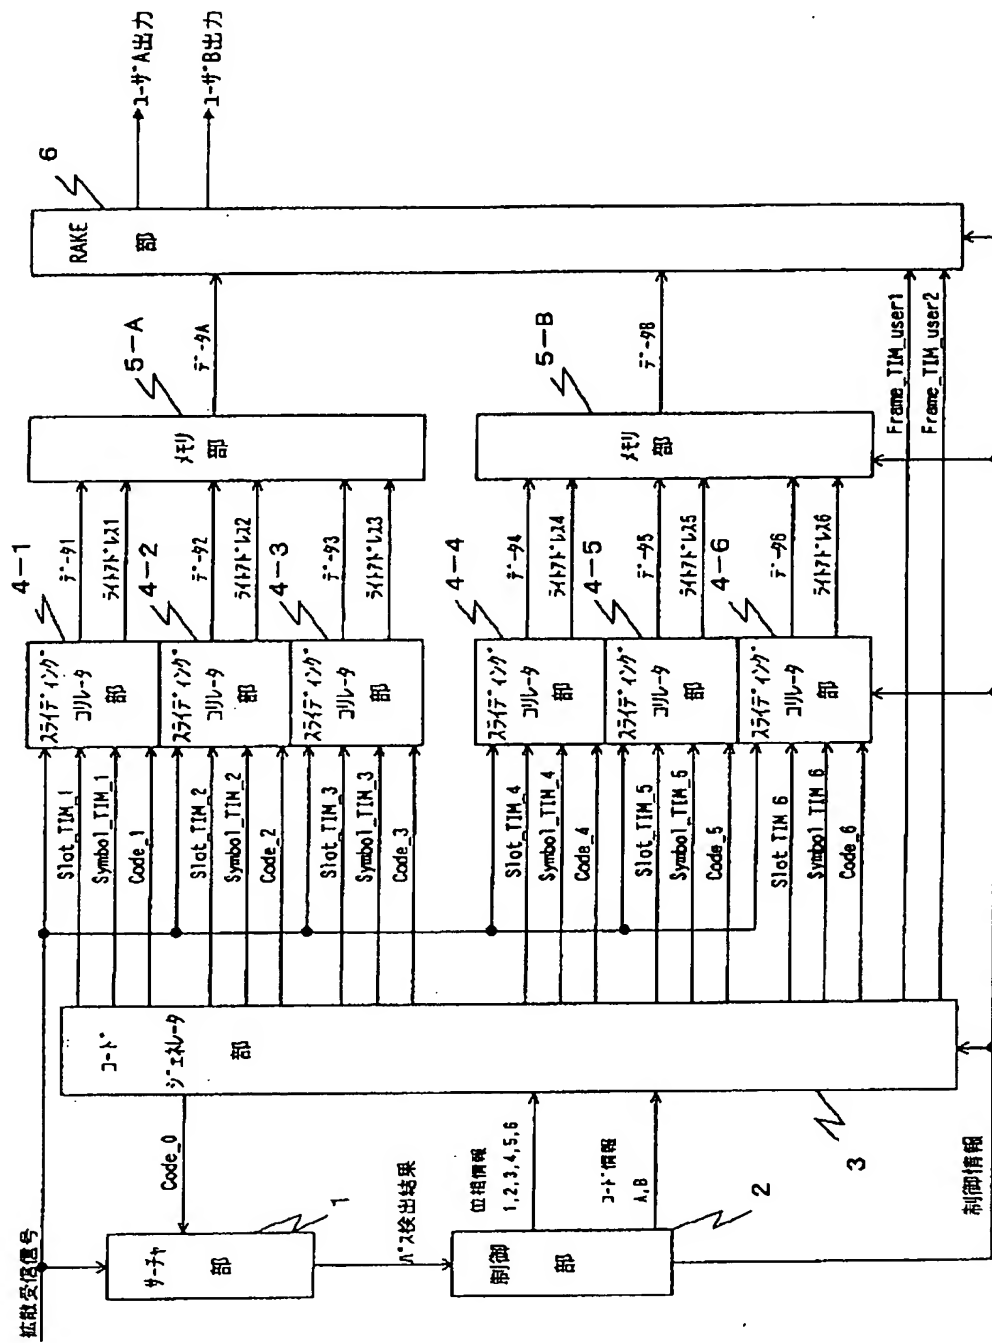 拡散受信信号
サーチャ
部
1
Code_0
パス検出結果
制御
部
2
位相情報
1,2,3,4,5,6
コード情報
A,B
制御情報
コード
ジェネレータ
部
3
Slot_TIM_1
Symbol_TIM_1
Code_1
Slot_TIM_2
Symbol_TIM_2
Code_2
Slot_TIM_3
Symbol_TIM_3
Code_3
Slot_TIM_4
Symbol_TIM_4
Code_4
Slot_TIM_5
Symbol_TIM_5
Code_5
Slot TIM 6
Symbol TIM 6
Code_6
スライディング
コリレータ
部
4-1
スライディング
コリレータ
部
4-2
スライディング
コリレータ
部
4-3
スライディング
コリレータ
部
4-4
スライディング
コリレータ
部
4-5
スライディング
コリレータ
部
4-6
データ1
ライトアドレス1
データ2
ライトアドレス2
データ3
ライトアドレス3
データ4
ライトアドレス4
データ5
ライトアドレス5
データ6
ライトアドレス6
メモリ
部
5-A
メモリ
部
5-B
データA
データB
Frame_TIM_user1
Frame_TIM_user2
RAKE
部
6
ユーザA出力
ユーザB出力